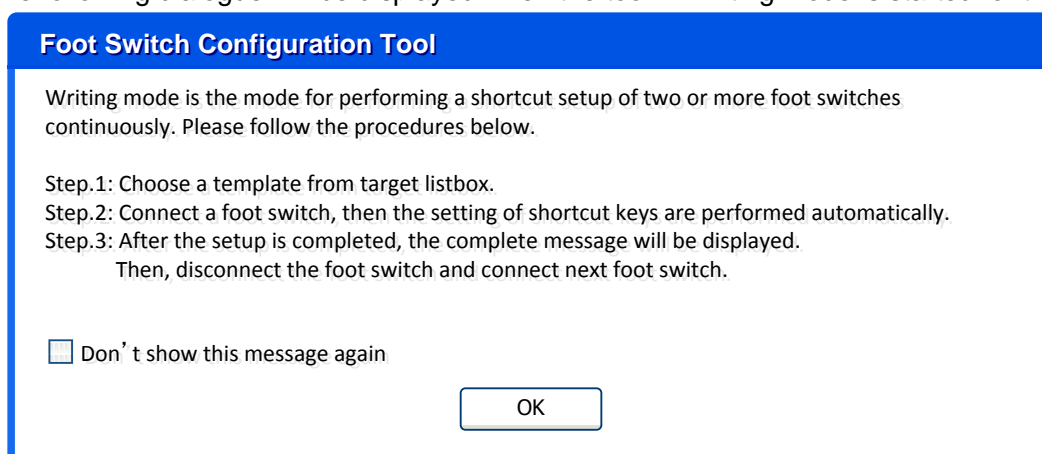 Foot Switch Configuration Tool
Writing mode is the mode for performing a shortcut setup of two or more foot switches
continuously. Please follow the procedures below.
Step.1: Choose a template from target listbox.
Step.2: Connect a foot switch, then the setting of shortcut keys are performed automatically.
Step.3: After the setup is completed, the complete message will be displayed.
Then, disconnect the foot switch and connect next foot switch.
Don't show this message again
OK